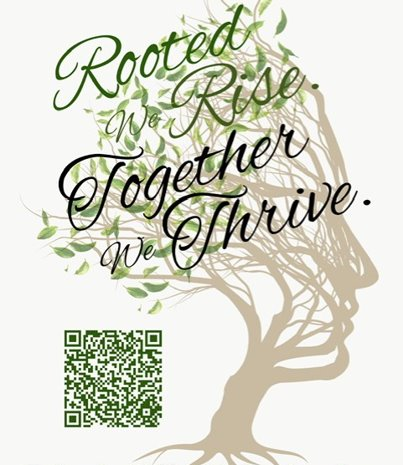 Rooted
We Rise.
Together
We Thrive.